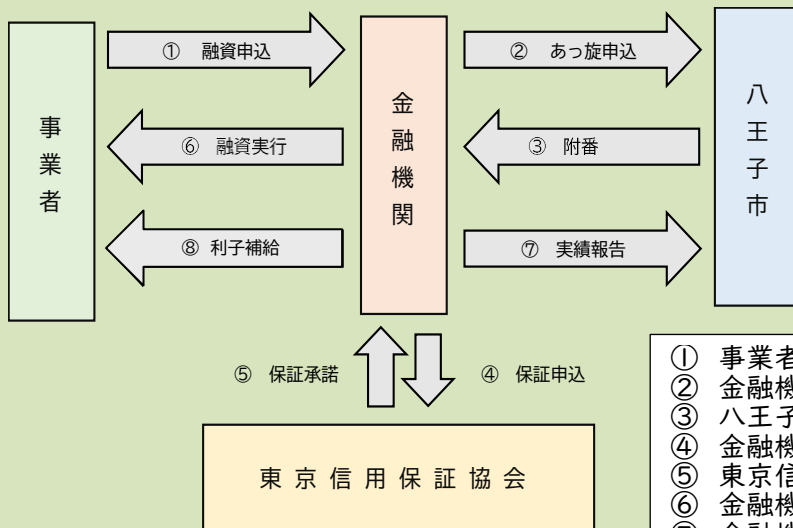 ① 融資申込
② あっ旋申込
事業者
金融機関
八王子市
⑥ 融資実行
③ 附番
⑧ 利子補給
⑦ 実績報告
⑤ 保証承諾
④ 保証申込
東京信用保証協会
① 事業者
② 金融機
③ 八王子
④ 金融機
⑤ 東京信
⑥ 金融機